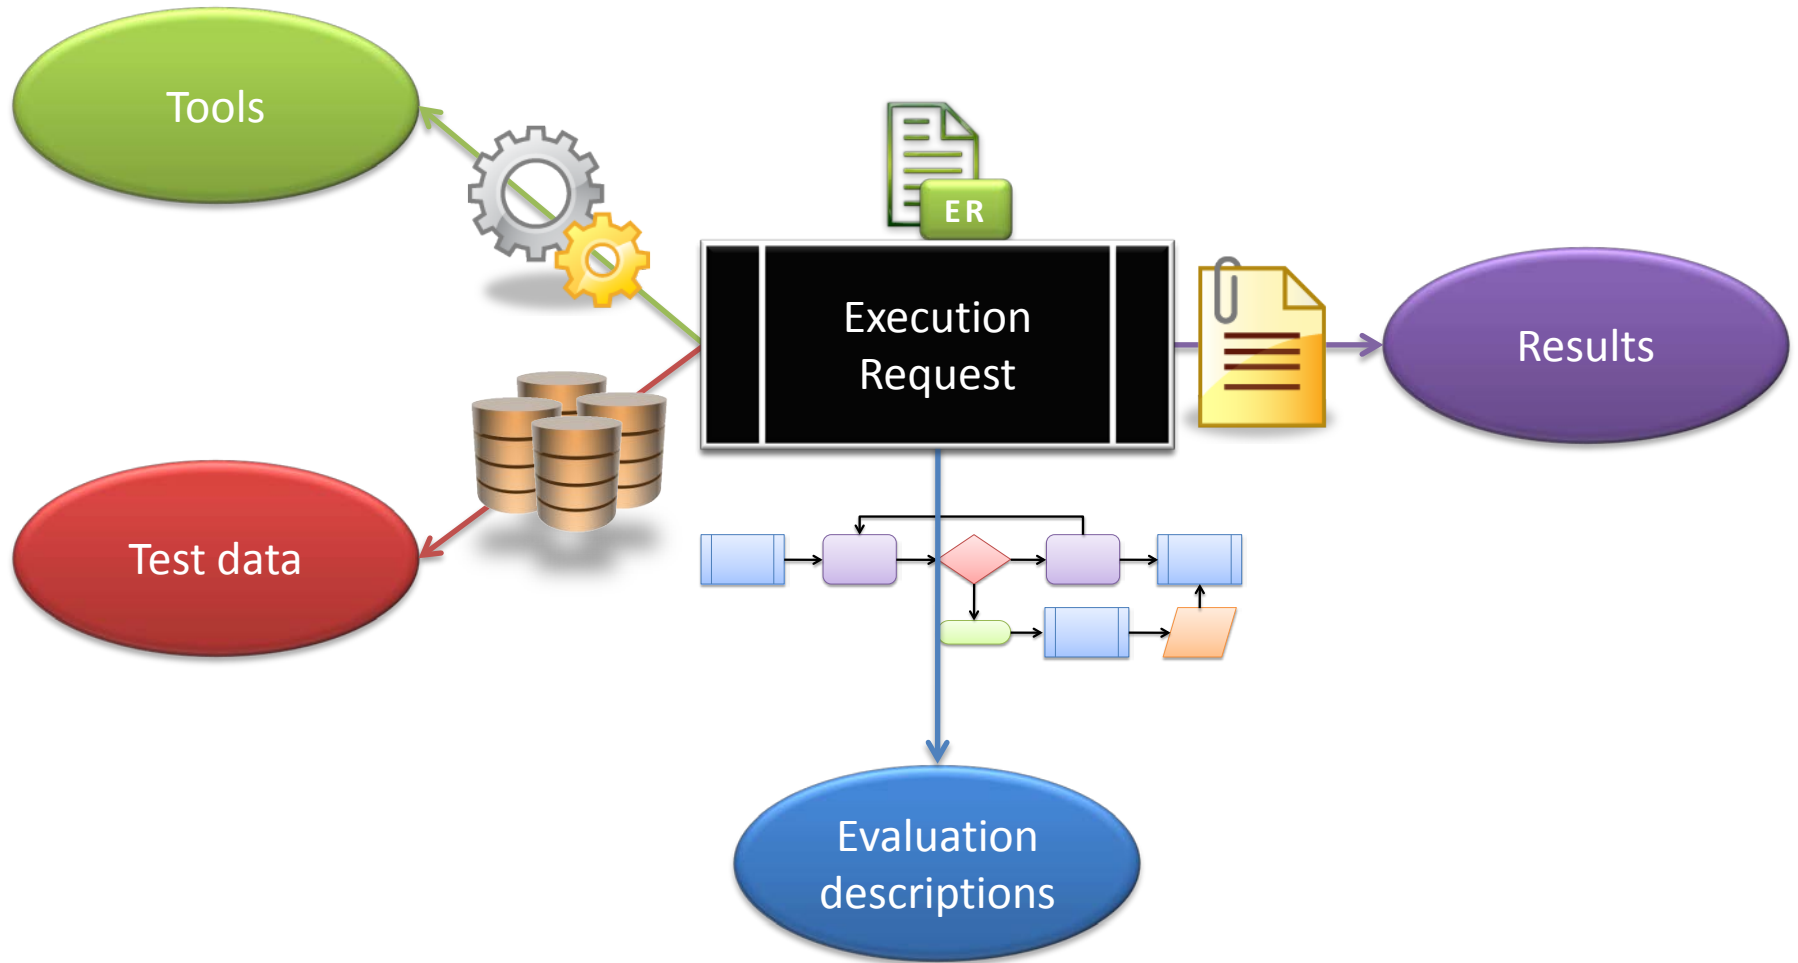 Tools
ER
Execution
Request
Results
Test data
Evaluation
descriptions